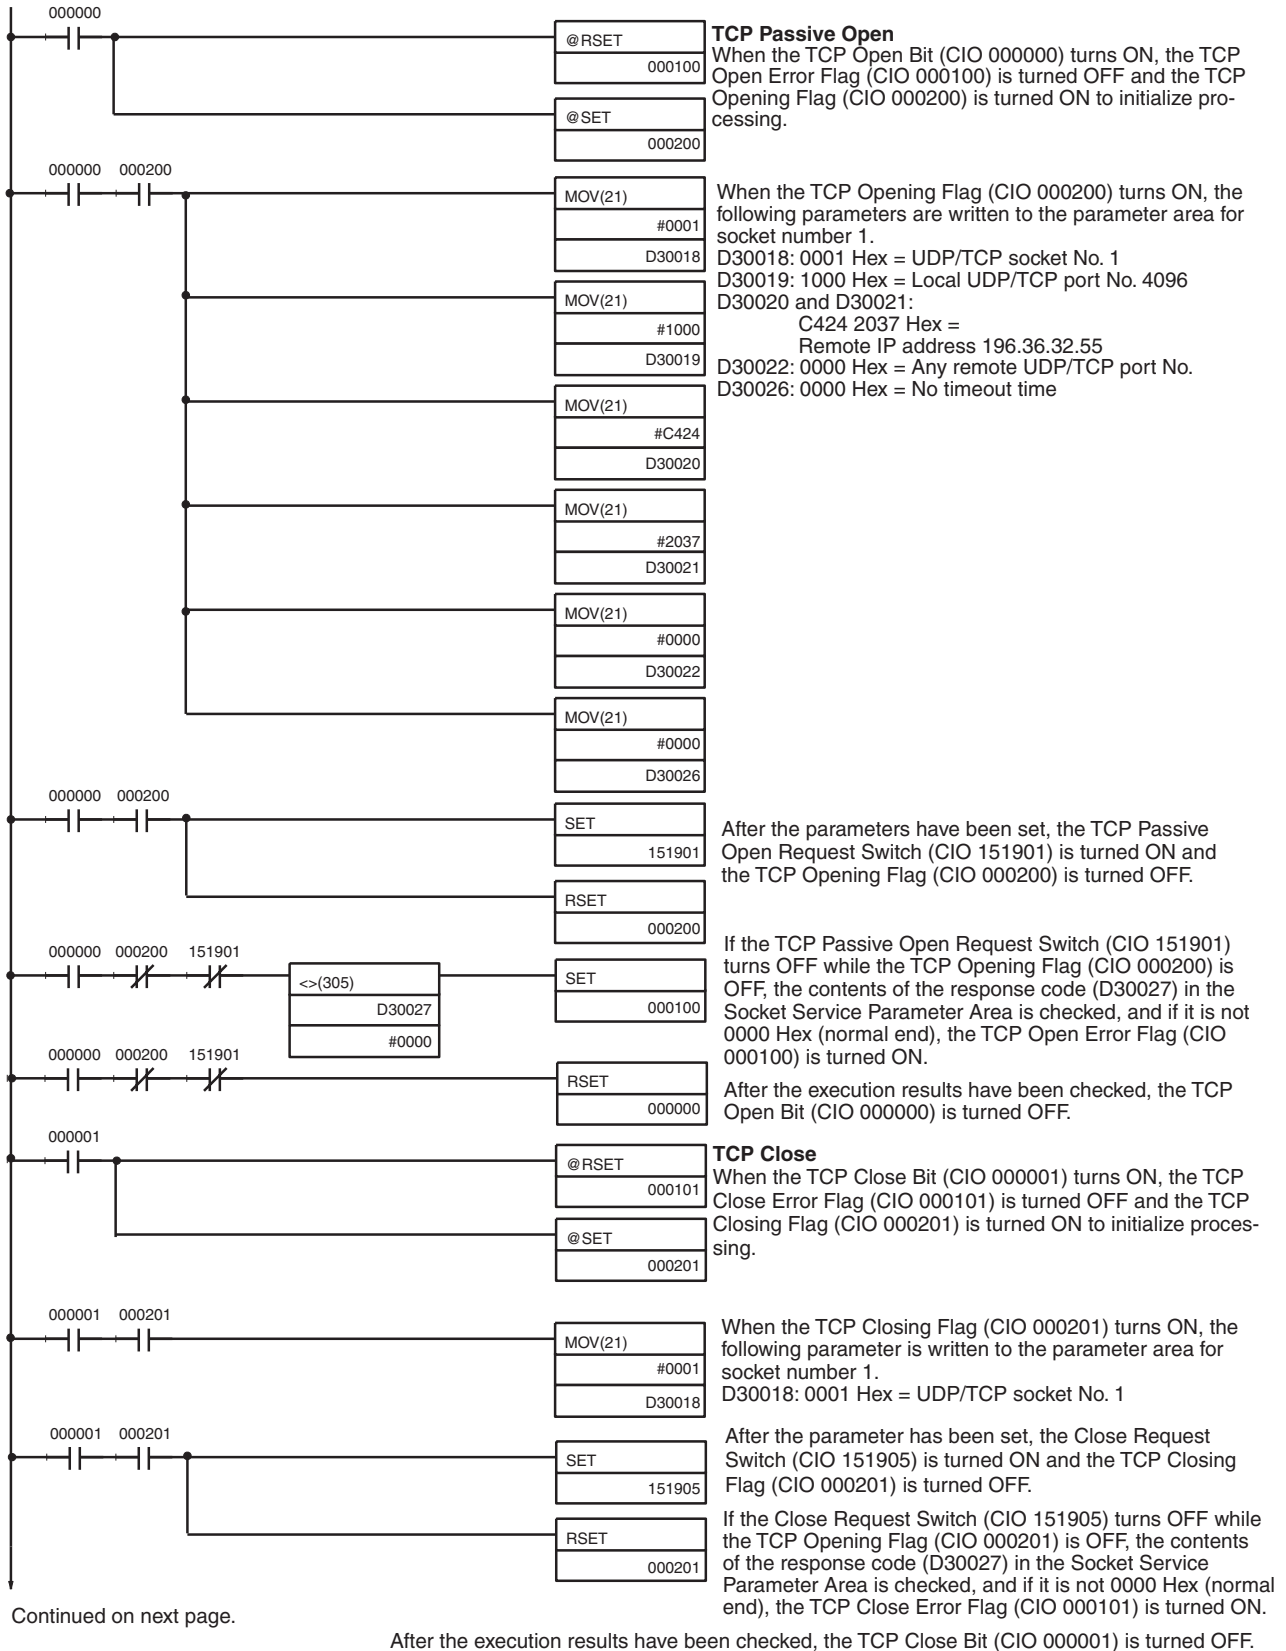 000000
@RSET
000100
TCP Passive Open
When the TCP Open Bit (CIO 000000) turns ON, the TCP
Open Error Flag (CIO 000100) is turned OFF and the TCP
Opening Flag (CIO 000200) is turned ON to initialize pro-
cessing.
@SET
000200
000000 000200
MOV(21)
#0001
D30018
When the TCP Opening Flag (CIO 000200) turns ON, the
following parameters are written to the parameter area for
socket number 1.
D30018: 0001 Hex = UDP/TCP socket No. 1
D30019: 1000 Hex = Local UDP/TCP port No. 4096
D30020 and D30021:
C424 2037 Hex =
Remote IP address 196.36.32.55
D30022: 0000 Hex = Any remote UDP/TCP port No.
D30026: 0000 Hex = No timeout time
MOV(21)
#1000
D30019
MOV(21)
#C424
D30020
MOV(21)
#2037
D30021
MOV(21)
#0000
D30022
MOV(21)
#0000
D30026
000000 000200
SET
151901
After the parameters have been set, the TCP Passive
Open Request Switch (CIO 151901) is turned ON and
the TCP Opening Flag (CIO 000200) is turned OFF.
RSET
000200
000000 000200 151901
<>(305)
D30027
#0000
SET
000100
If the TCP Passive Open Request Switch (CIO 151901)
turns OFF while the TCP Opening Flag (CIO 000200) is
OFF, the contents of the response code (D30027) in the
Socket Service Parameter Area is checked, and if it is not
0000 Hex (normal end), the TCP Open Error Flag (CIO
000100) is turned ON.
000000 000200 151901
RSET
000000
After the execution results have been checked, the TCP
Open Bit (CIO 000000) is turned OFF.
000001
@RSET
000101
TCP Close
When the TCP Close Bit (CIO 000001) turns ON, the TCP
Close Error Flag (CIO 000101) is turned OFF and the TCP
Closing Flag (CIO 000201) is turned ON to initialize proces-
sing.
@SET
000201
000001 000201
MOV(21)
#0001
D30018
When the TCP Closing Flag (CIO 000201) turns ON, the
following parameter is written to the parameter area for
socket number 1.
D30018: 0001 Hex = UDP/TCP socket No. 1
000001 000201
SET
151905
After the parameter has been set, the Close Request
Switch (CIO 151905) is turned ON and the TCP Closing
Flag (CIO 000201) is turned OFF.
RSET
000201
If the Close Request Switch (CIO 151905) turns OFF while
the TCP Opening Flag (CIO 000201) is OFF, the contents
of the response code (D30027) in the Socket Service
Parameter Area is checked, and if it is not 0000 Hex (normal
end), the TCP Close Error Flag (CIO 000101) is turned ON.
Continued on next page.
After the execution results have been checked, the TCP Close Bit (CIO 000001) is turned OFF.